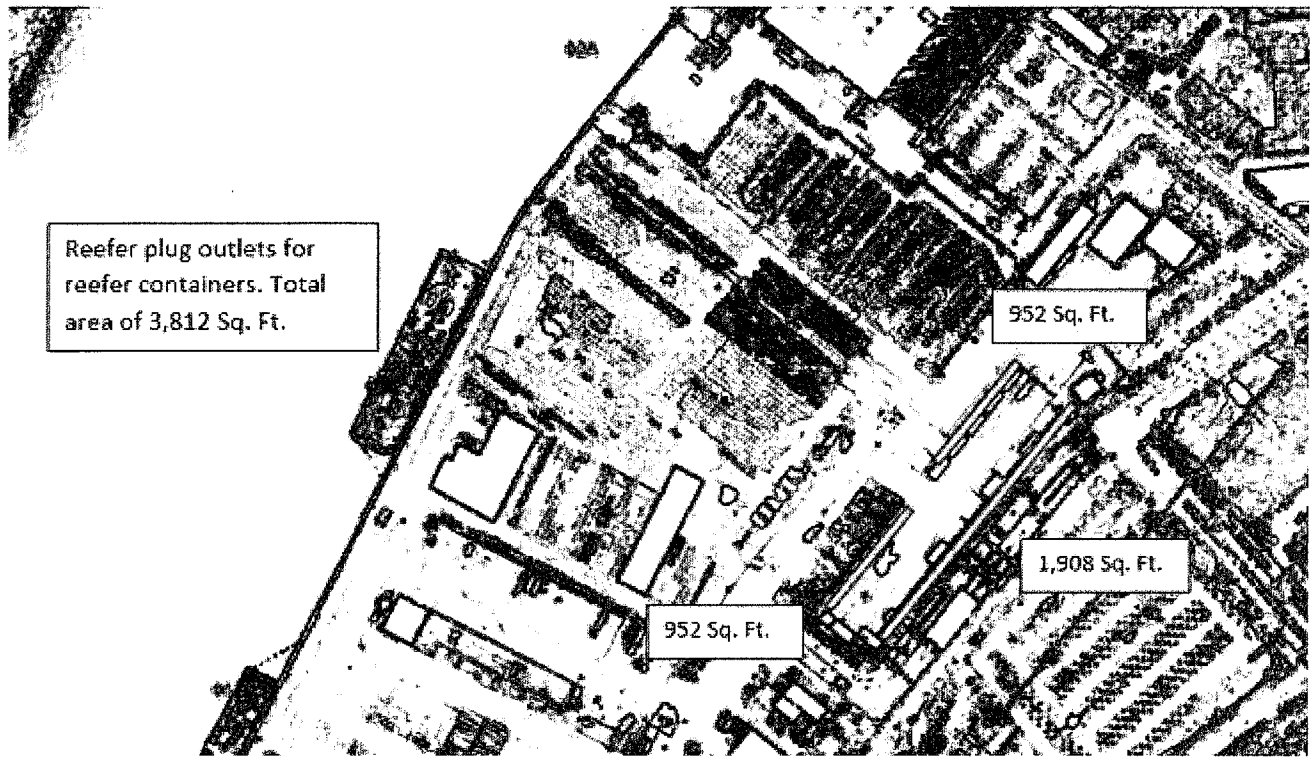 Reefer plug outlets for
reefer containers. Total
area of 3,812 Sq. Ft.
952 Sq. Ft.
1,908 Sq. Ft.
952 Sq. Ft.